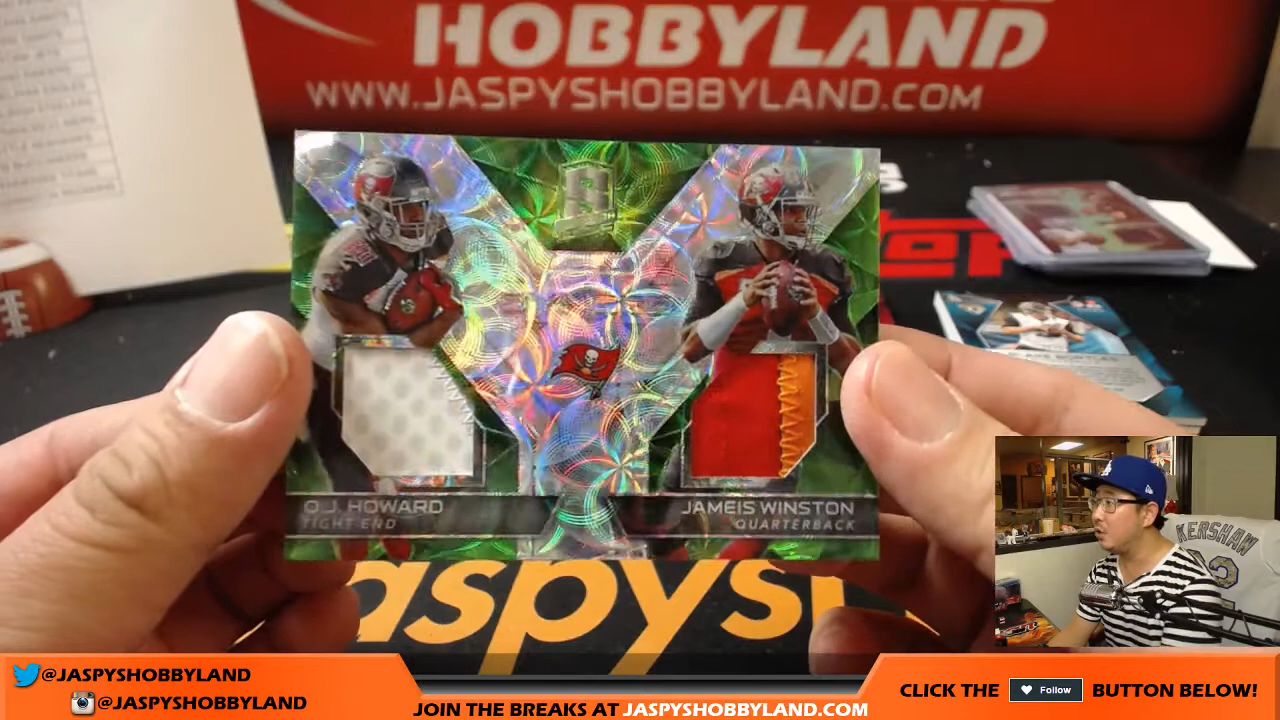 HOBBYLAND
WWW.JASPYSHOBBYLAND.COM
O.J. HOWARD
TIGHT END
JAMEIS WINSTON
QUARTERBACK
KERSHAW
Jaspys
@JASPYSHOBBYLAND
@JASPYSHOBBYLAND
JOIN THE BREAKS AT JASPYSHOBBYLAND.COM
CLICK THE Follow BUTTON BELOW!